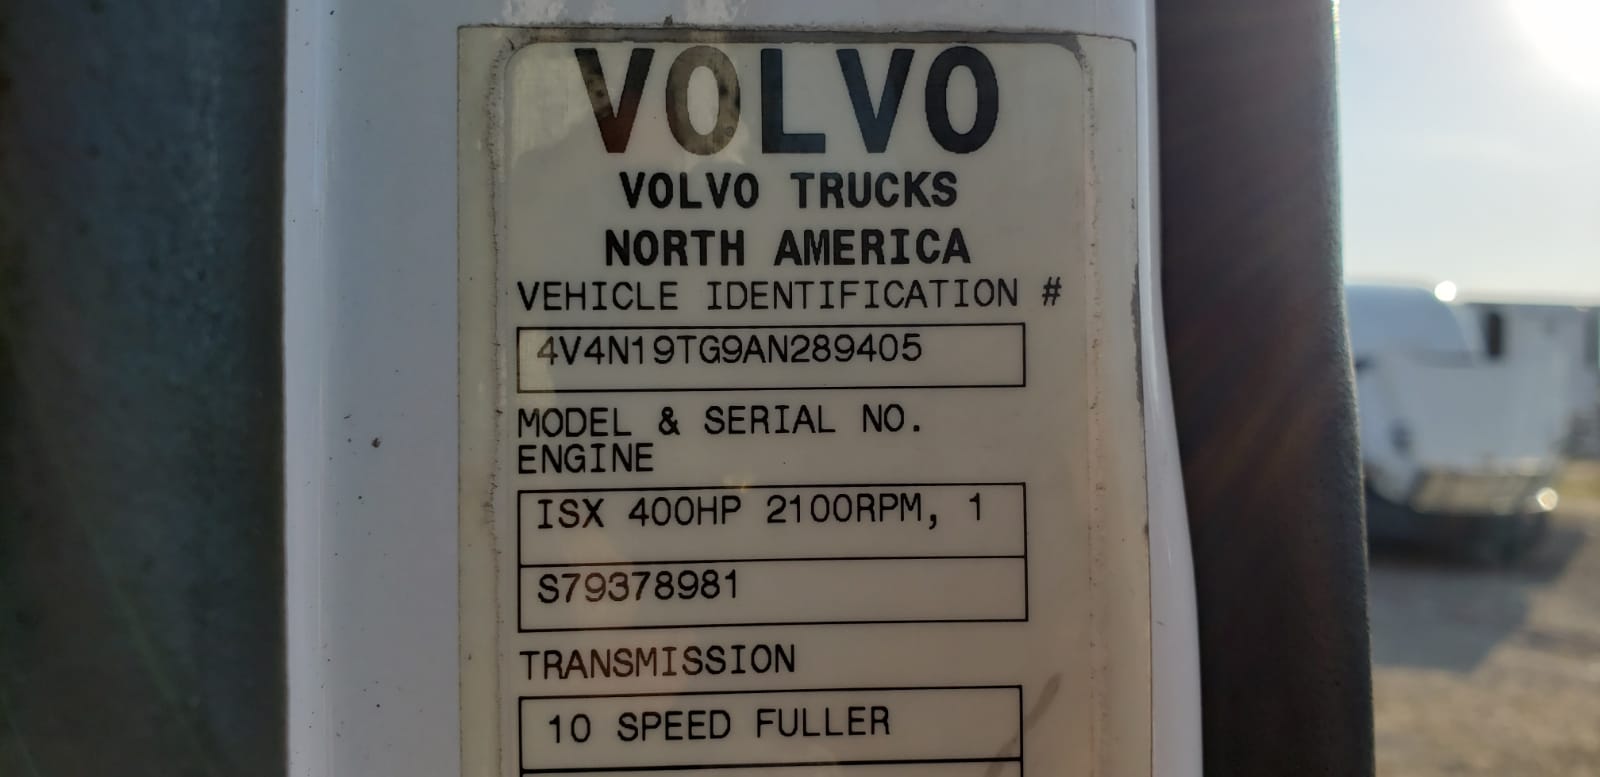 VOLVO
VOLVO TRUCKS
NORTH AMERICA
VEHICLE IDENTIFICATION #
4V4N19TG9AN289405
MODEL & SERIAL NO.
ENGINE
ISX 400HP 2100RPM, 1
S79378981
TRANSMISSION
10 SPEED FULLER